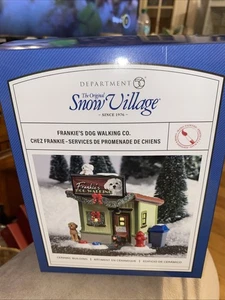 DEPARTMENT 56
The Original
Snow Village
SINCE 1976
FRANKIE'S DOG WALKING CO.
CHEZ FRANKIE - SERVICES DE PROMENADE DE CHIENS
Frankie's
DOG WALKING